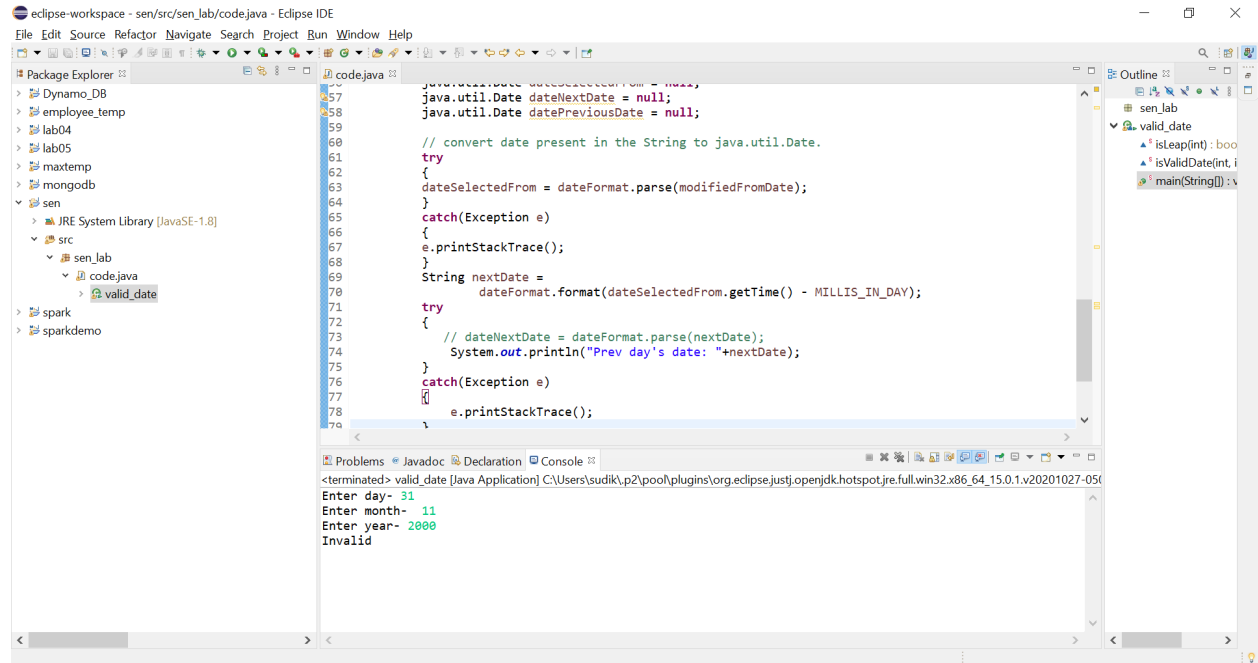 eclipse-workspace - sen/src/sen_lab/code.java - Eclipse IDE
File Edit Source Refactor Navigate Search Project Run Window Help
Package Explorer
Dynamo_DB
employee_temp
lab04
lab05
maxtemp
mongodb
sen
JRE System Library [JavaSE-1.8]
src
sen_lab
code.java
valid_date
spark
sparkdemo
code.java
57 java.util.Date dateNextDate = null;
58 java.util.Date datePreviousDate = null;
59
60 // convert date present in the String to java.util.Date.
61 try
62 {
63 dateSelectedFrom = dateFormat.parse(modifiedFromDate);
64 }
65 catch(Exception e)
66 {
67 e.printStackTrace();
68 }
69 String nextDate =
70 dateFormat.format(dateSelectedFrom.getTime() - MILLIS_IN_DAY);
71 try
72 {
73 // dateNextDate = dateFormat.parse(nextDate);
74 System.out.println("Prev day's date: "+nextDate);
75 }
76 catch(Exception e)
77 {
78 e.printStackTrace();
79 }
Outline
sen_lab
valid_date
isLeap(int) : boo
isValidDate(int, i
main(String[]) : v
Problems Javadoc Declaration Console
<terminated> valid_date [Java Application] C:\Users\sudik\.p2\pool\plugins\org.eclipse.justj.openjdk.hotspot.jre.full.win32.x86_64_15.0.1.v20201027-050
Enter day- 31
Enter month- 11
Enter year- 2000
Invalid